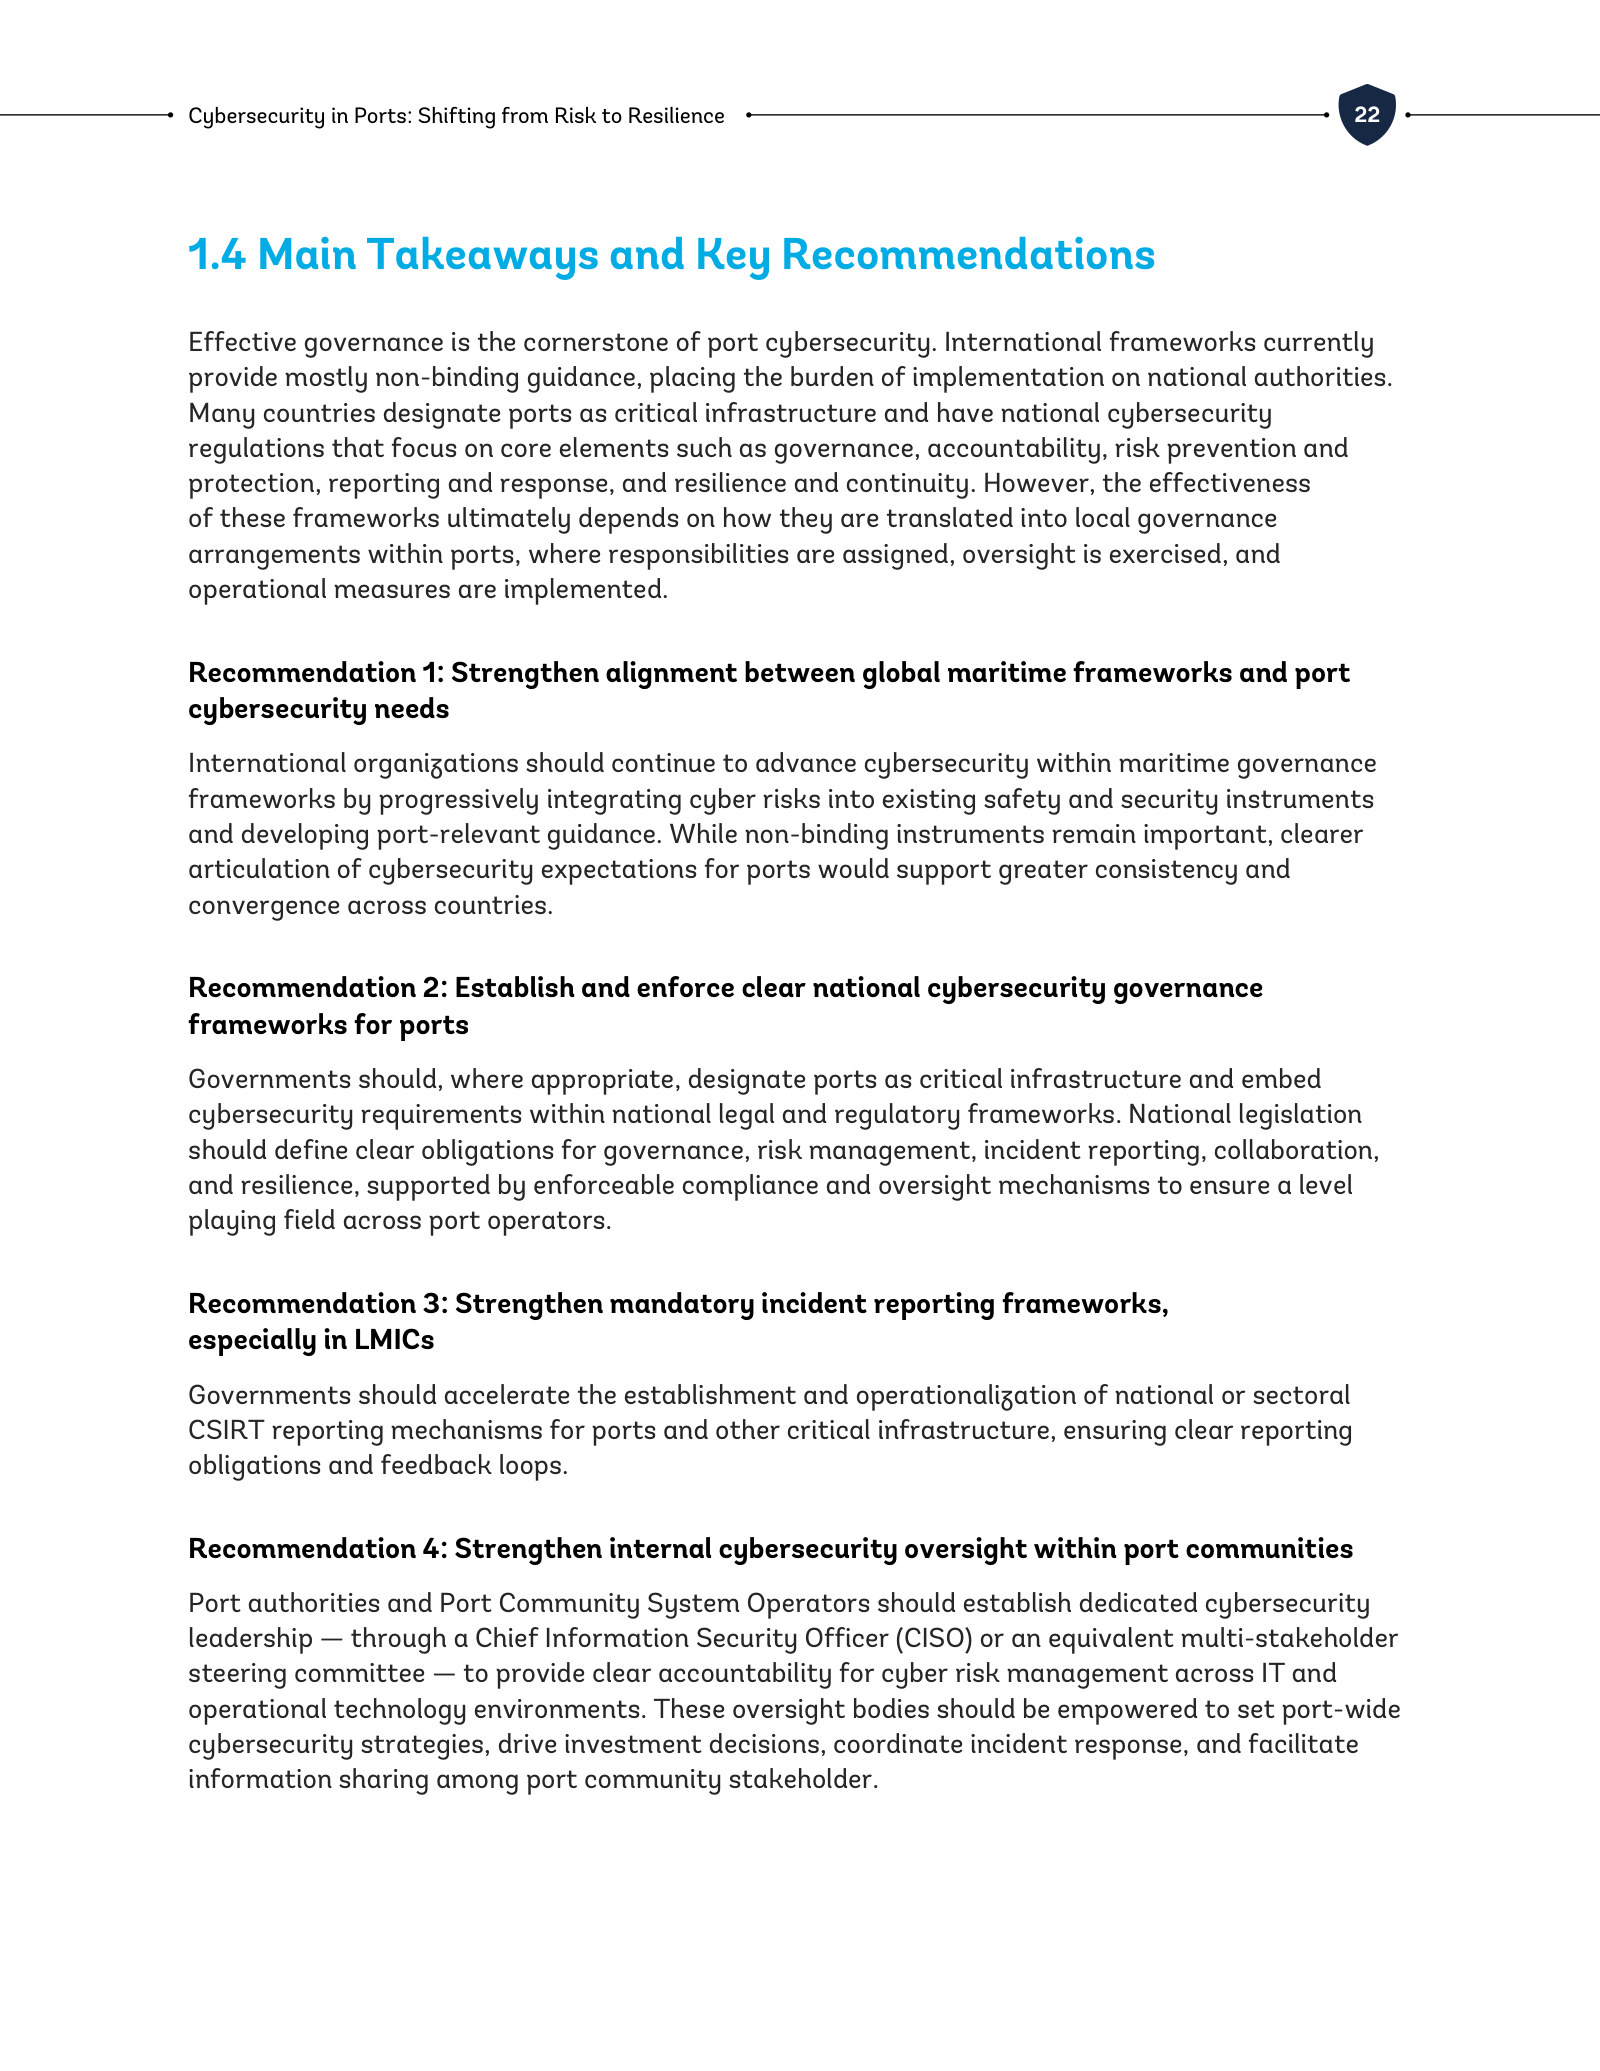 Cybersecurity in Ports: Shifting from Risk to Resilience
22
1.4 Main Takeaways and Key Recommendations
Effective governance is the cornerstone of port cybersecurity. International frameworks currently
provide mostly non-binding guidance, placing the burden of implementation on national authorities.
Many countries designate ports as critical infrastructure and have national cybersecurity
regulations that focus on core elements such as governance, accountability, risk prevention and
protection, reporting and response, and resilience and continuity. However, the effectiveness
of these frameworks ultimately depends on how they are translated into local governance
arrangements within ports, where responsibilities are assigned, oversight is exercised, and
operational measures are implemented.
Recommendation 1: Strengthen alignment between global maritime frameworks and port
cybersecurity needs
International organizations should continue to advance cybersecurity within maritime governance
frameworks by progressively integrating cyber risks into existing safety and security instruments
and developing port-relevant guidance. While non-binding instruments remain important, clearer
articulation of cybersecurity expectations for ports would support greater consistency and
convergence across countries.
Recommendation 2: Establish and enforce clear national cybersecurity governance
frameworks for ports
Governments should, where appropriate, designate ports as critical infrastructure and embed
cybersecurity requirements within national legal and regulatory frameworks. National legislation
should define clear obligations for governance, risk management, incident reporting, collaboration,
and resilience, supported by enforceable compliance and oversight mechanisms to ensure a level
playing field across port operators.
Recommendation 3: Strengthen mandatory incident reporting frameworks,
especially in LMICs
Governments should accelerate the establishment and operationalization of national or sectoral
CSIRT reporting mechanisms for ports and other critical infrastructure, ensuring clear reporting
obligations and feedback loops.
Recommendation 4: Strengthen internal cybersecurity oversight within port communities
Port authorities and Port Community System Operators should establish dedicated cybersecurity
leadership — through a Chief Information Security Officer (CISO) or an equivalent multi-stakeholder
steering committee — to provide clear accountability for cyber risk management across IT and
operational technology environments. These oversight bodies should be empowered to set port-wide
cybersecurity strategies, drive investment decisions, coordinate incident response, and facilitate
information sharing among port community stakeholder.